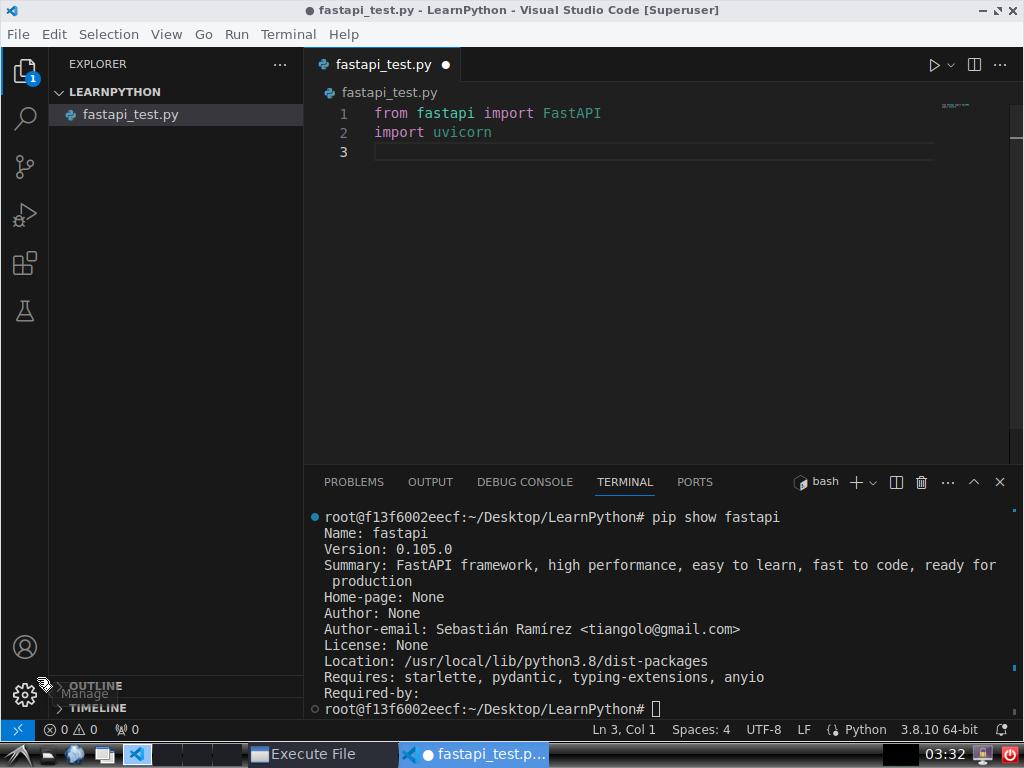 ● fastapi_test.py - LearnPython - Visual Studio Code [Superuser]
File Edit Selection View Go Run Terminal Help
1
EXPLORER
LEARNPYTHON
fastapi_test.py
fastapi_test.py ●
fastapi_test.py
1 from fastapi import FastAPI
2 import uvicorn
3
PROBLEMS OUTPUT DEBUG CONSOLE TERMINAL PORTS
bash
root@f13f6002eecf:~/Desktop/LearnPython# pip show fastapi
Name: fastapi
Version: 0.105.0
Summary: FastAPI framework, high performance, easy to learn, fast to code, ready for
production
Home-page: None
Author: None
Author-email: Sebastián Ramírez <tiangolo@gmail.com>
License: None
Location: /usr/local/lib/python3.8/dist-packages
Requires: starlette, pydantic, typing-extensions, anyio
Required-by:
root@f13f6002eecf:~/Desktop/LearnPython#
OUTLINE
Manage
TIMELINE
0 0 0 Ln 3, Col 1 Spaces: 4 UTF-8 LF Python 3.8.10 64-bit
Execute File ● fastapi_test.p... 03:32